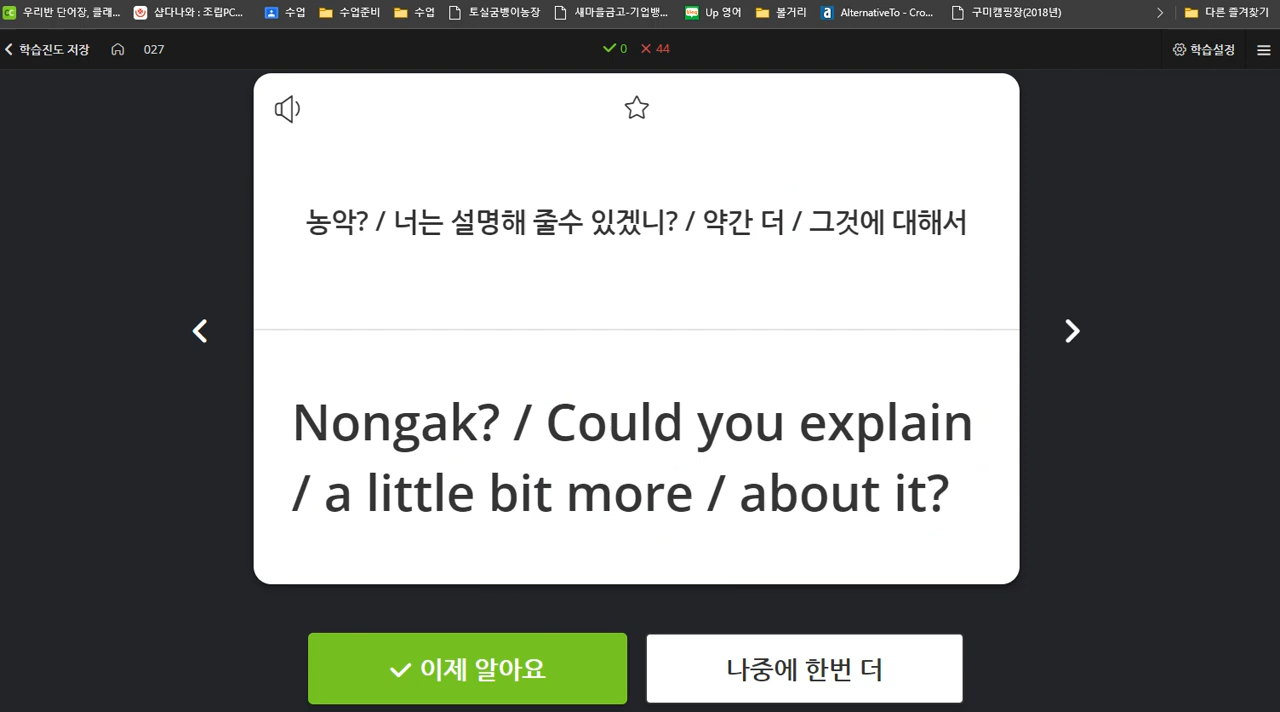 우리반 단어장, 클래... 샵다나와 : 조립PC... 수업 수업준비 수업 토실굼벵이농장 새마을금고-기업뱅... Up 영어 볼거리 AlternativeTo - Cro... 구미캠핑장(2018년) 다른 즐겨찾기
학습진도 저장 027 0 44 학습설정
농악? / 너는 설명해 줄수 있겠니? / 약간 더 / 그것에 대해서
Nongak? / Could you explain
/ a little bit more / about it?
이제 알아요 나중에 한번 더